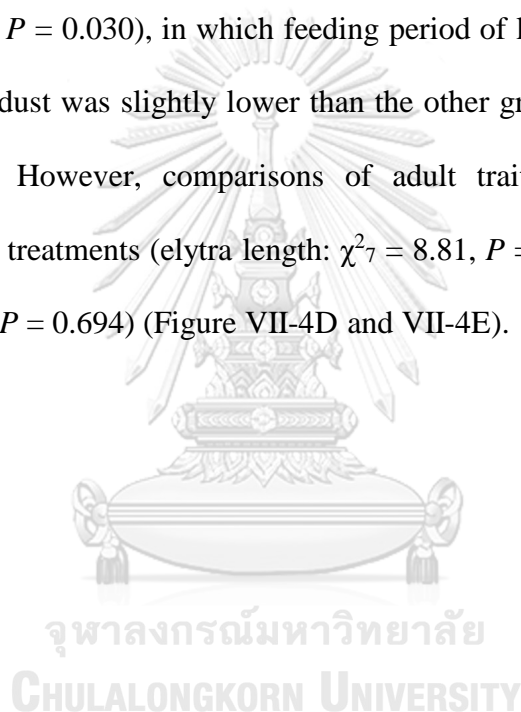 P = 0.030), in which feeding period of
dust was slightly lower than the other
However, comparisons of adult
treatments (elytra length: χ²₇ = 8.81, P =
P = 0.694) (Figure VII-4D and VII-4E).
จุฬาลงกรณ์มหาวิทยาลัย
CHULALONGKORN UNIVERSITY